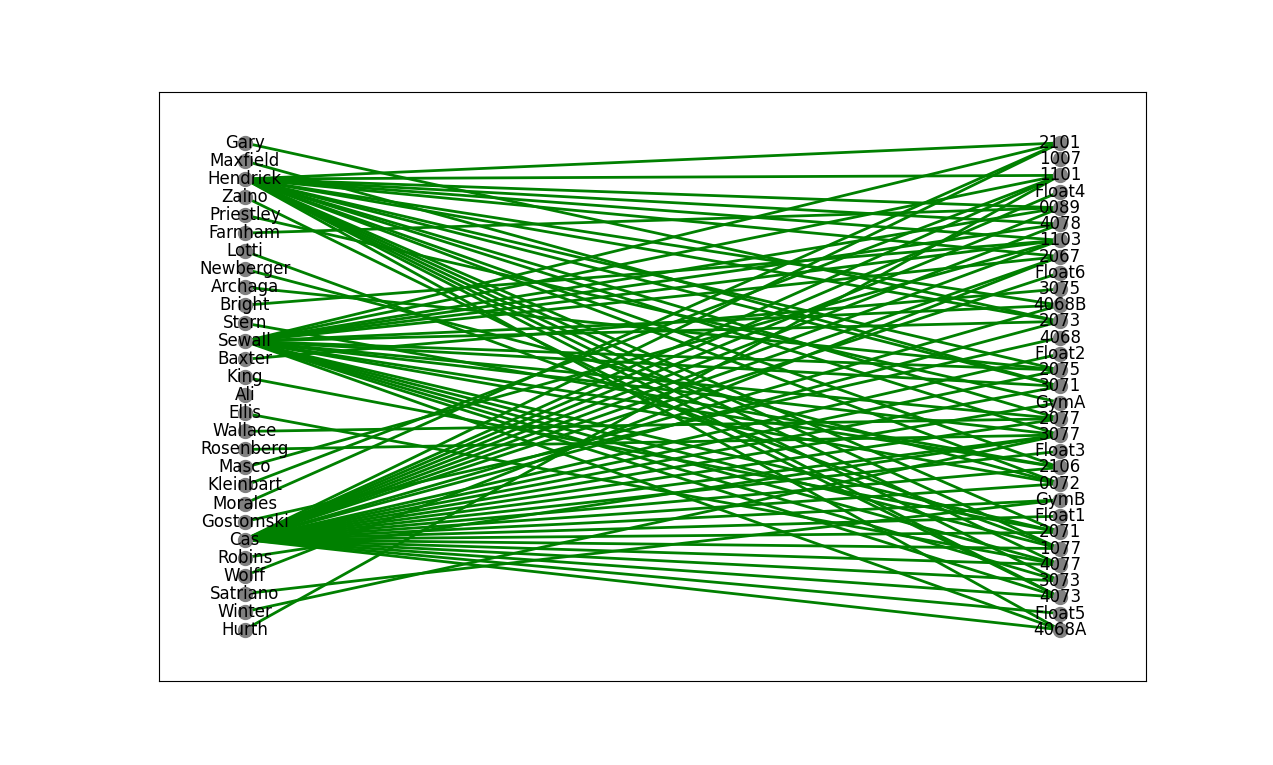 Gary
Maxfield
Hendrick
Zaino
Priestley
Farnham
Lotti
Newberger
Archaga
Bright
Stern
Sewall
Baxter
King
Ali
Ellis
Wallace
Rosenberg
Masco
Kleinbart
Morales
Gostomski
Cas
Robins
Wolff
Satriano
Winter
Hurth
2101
1007
1101
Float4
0089
4078
1103
2067
Float6
3075
4068B
2073
4068
Float2
2075
3071
GymA
2077
3077
Float3
2106
0072
GymB
Float1
2071
1077
4077
3073
4073
Float5
4068A